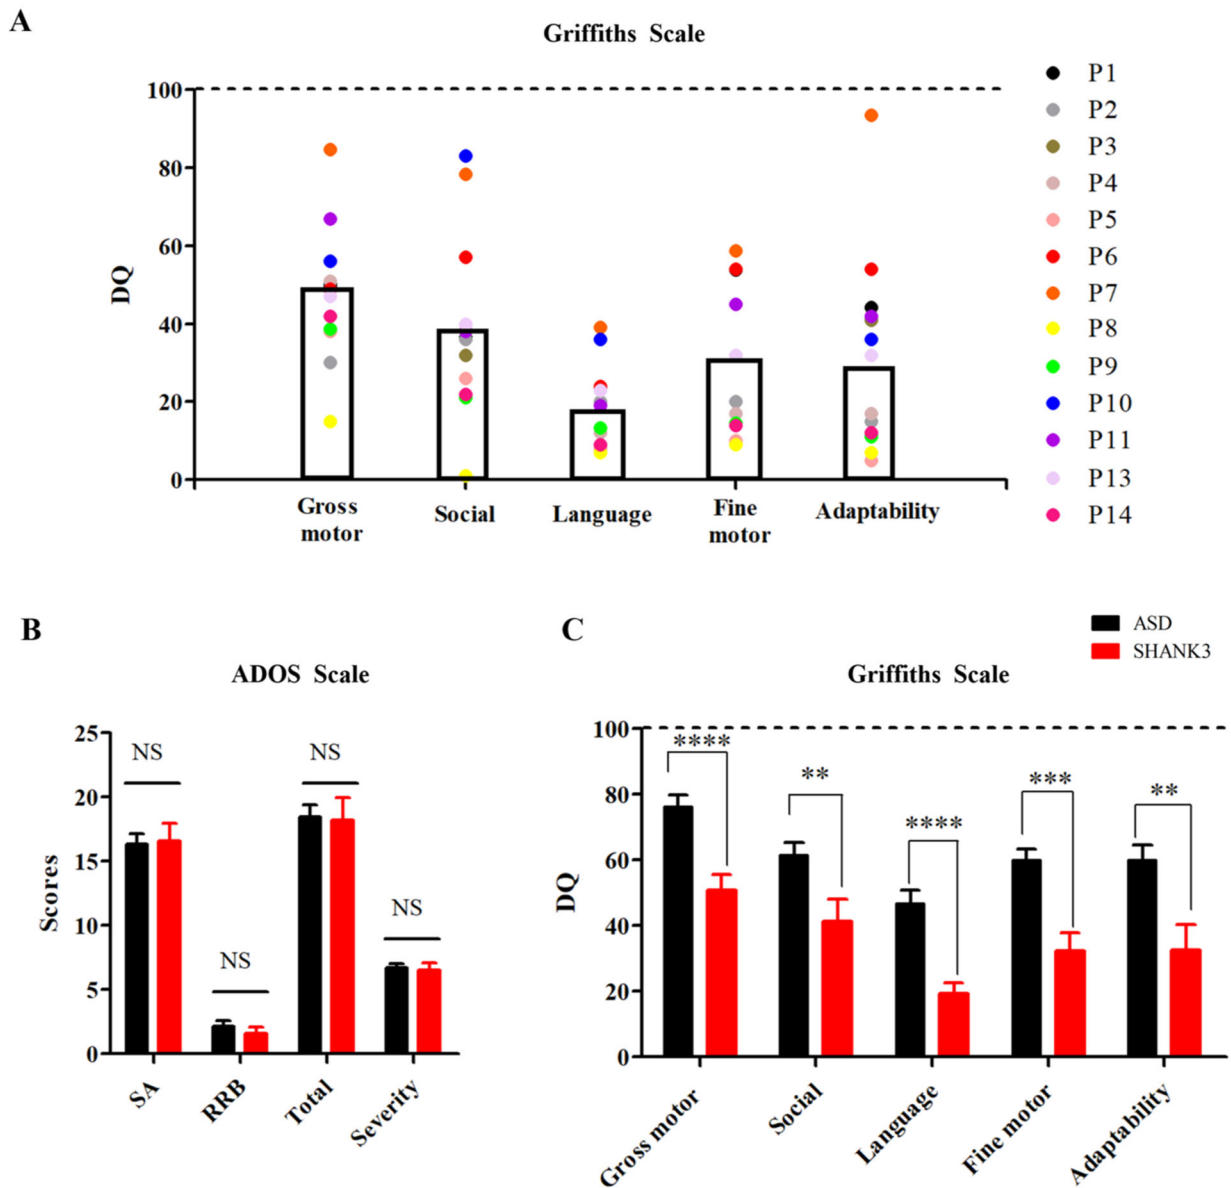 A
Griffiths Scale
100
80
60
40
20
0
DQ
Gross motor
Social
Language
Fine motor
Adaptability
P1
P2
P3
P4
P5
P6
P7
P8
P9
P10
P11
P13
P14
B
ADOS Scale
25
20
15
10
5
0
Scores
NS
NS
NS
NS
SA
RRB
Total
Severity
C
ASD
SHANK3
Griffiths Scale
100
80
60
40
20
0
DQ
****
**
****
***
**
Gross motor
Social
Language
Fine motor
Adaptability